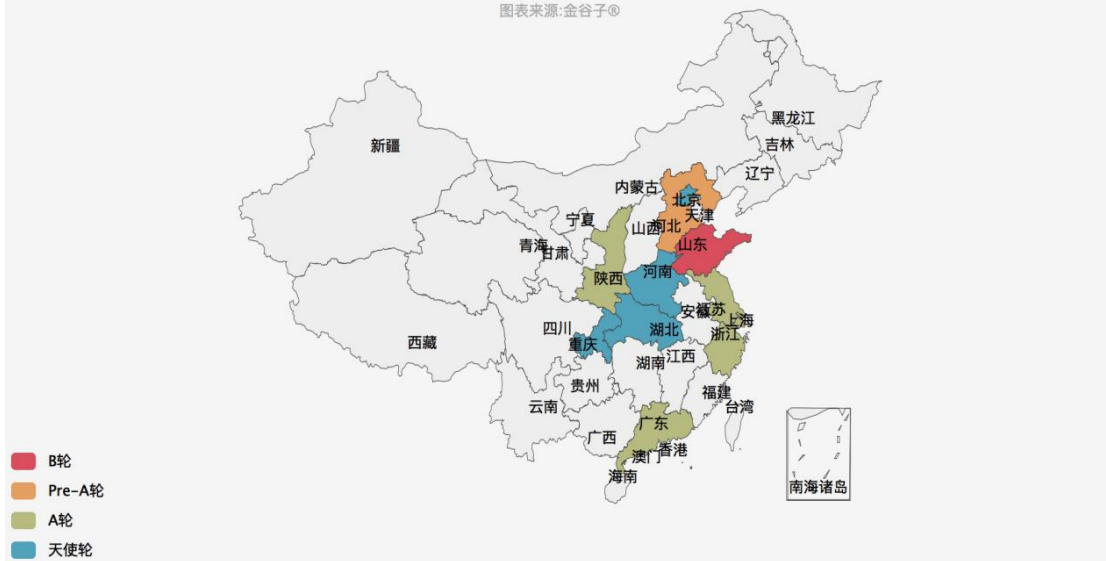 图表来源:金谷子®
黑龙江
吉林
新疆
辽宁
内蒙古
北京
天津
宁夏
山西
河北
青海
甘肃
山东
河南
陕西
安徽
江苏
上海
四川
湖北
浙江
重庆
西藏
湖南
江西
贵州
福建
云南
台湾
广东
广西
香港
澳门
海南
南海诸岛
B轮
Pre-A轮
A轮
天使轮